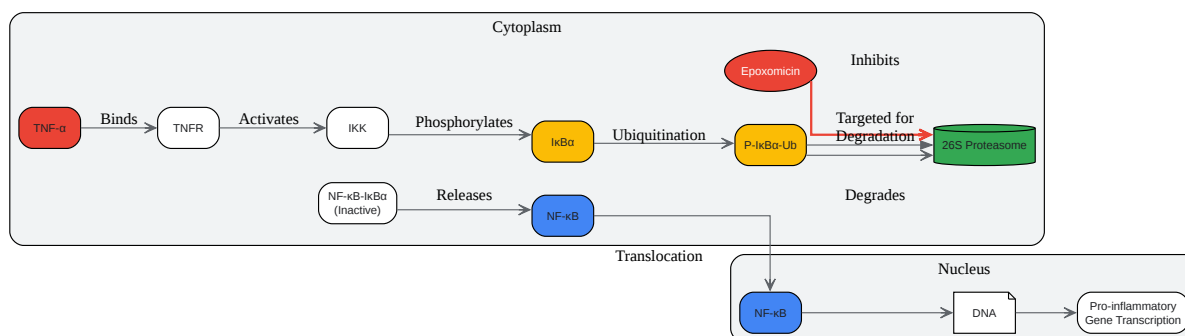 Cytoplasm
Epoxomicin
Inhibits
TNF-α
Binds
TNFR
Activates
IKK
Phosphorylates
IκBα
Ubiquitination
P-IκBα-Ub
Targeted for
Degradation
26S Proteasome
NF-κB-IκBα
(Inactive)
Releases
NF-κB
Degrades
Translocation
Nucleus
NF-κB
DNA
Pro-inflammatory
Gene Transcription